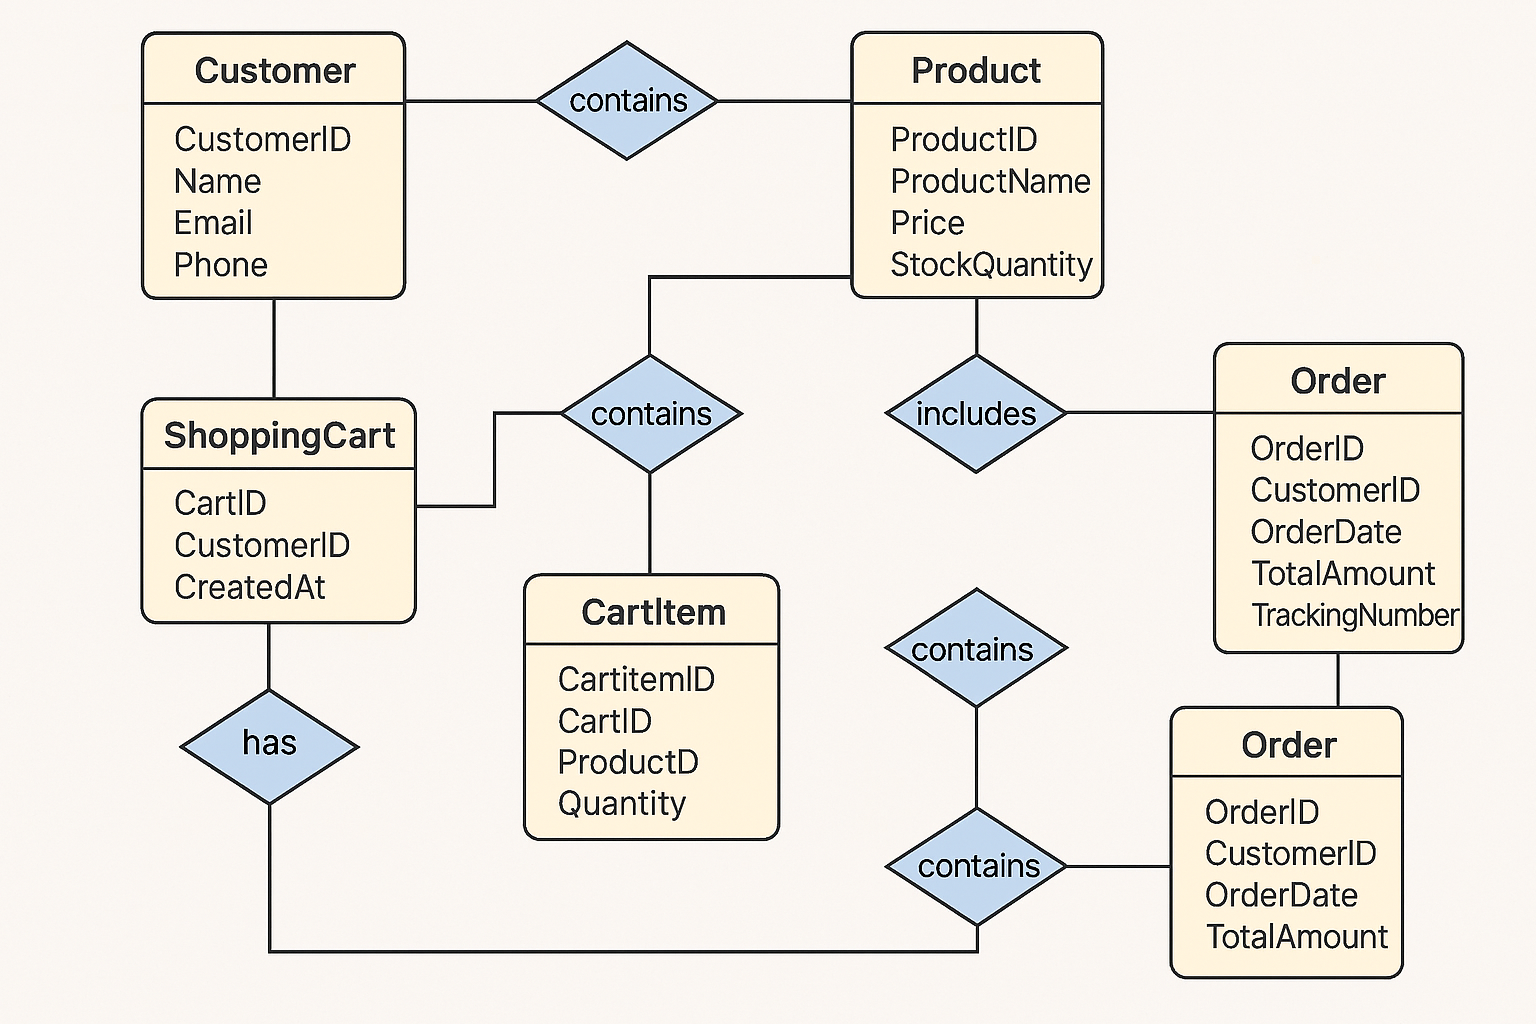 Customer
CustomerID
Name
Email
Phone
contains
Product
ProductID
ProductName
Price
StockQuantity
ShoppingCart
CartID
CustomerID
CreatedAt
contains
includes
Order
OrderID
CustomerID
OrderDate
TotalAmount
TrackingNumber
CartItem
CartitemID
CartID
ProductD
Quantity
contains
has
contains
Order
OrderID
CustomerID
OrderDate
TotalAmount